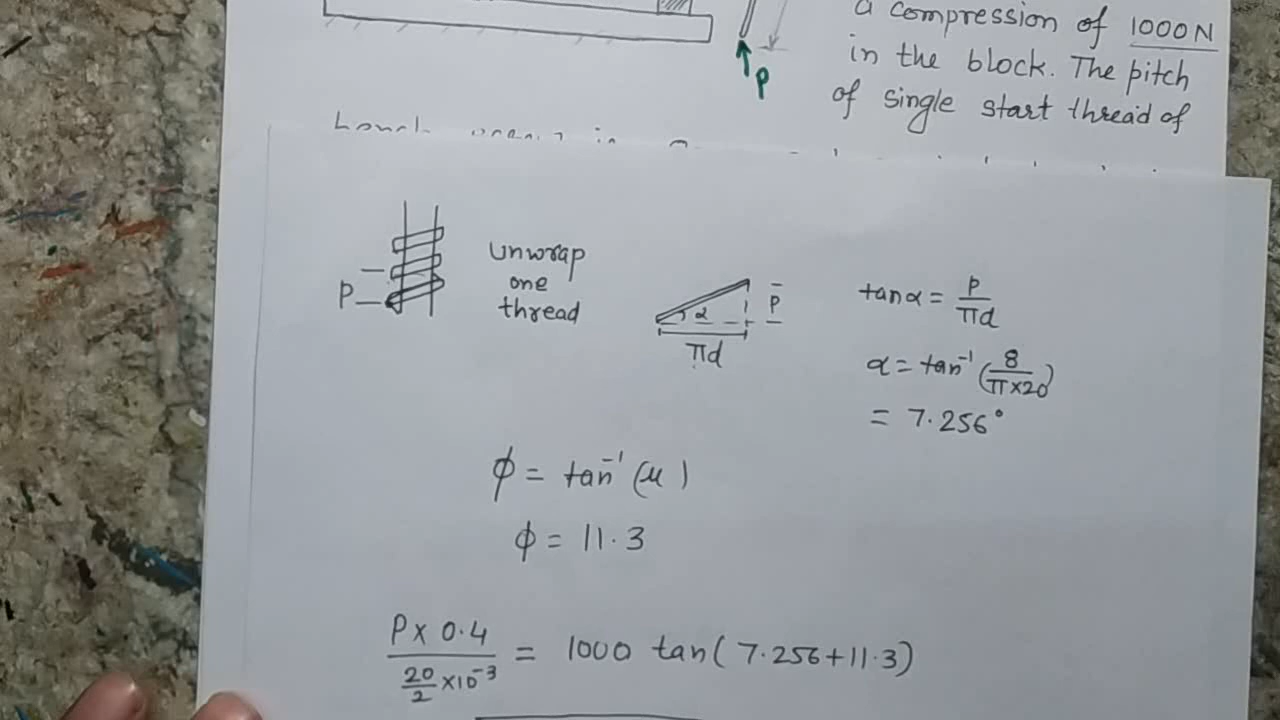 a compression of 1000N
in the block. The pitch
P
of single start thread of
P
unwrap
one
thread
α
P
πd
tanα = P/πd
α = tan⁻¹ (8/π×20)
= 7.256°
ϕ = tan⁻¹ (μ)
ϕ = 11.3
P× 0.4 / 20/2 ×10⁻³ = 1000 tan( 7.256+11.3)